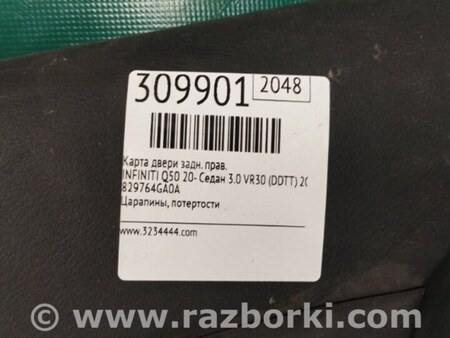 309901 2048
Карта двери задн. прав.
INFINITI Q50 20- Седан 3.0 VR30 (DDTT) 20
829764GA0A
Царапины, потертости
www.3234444.com
© www.razborki.com